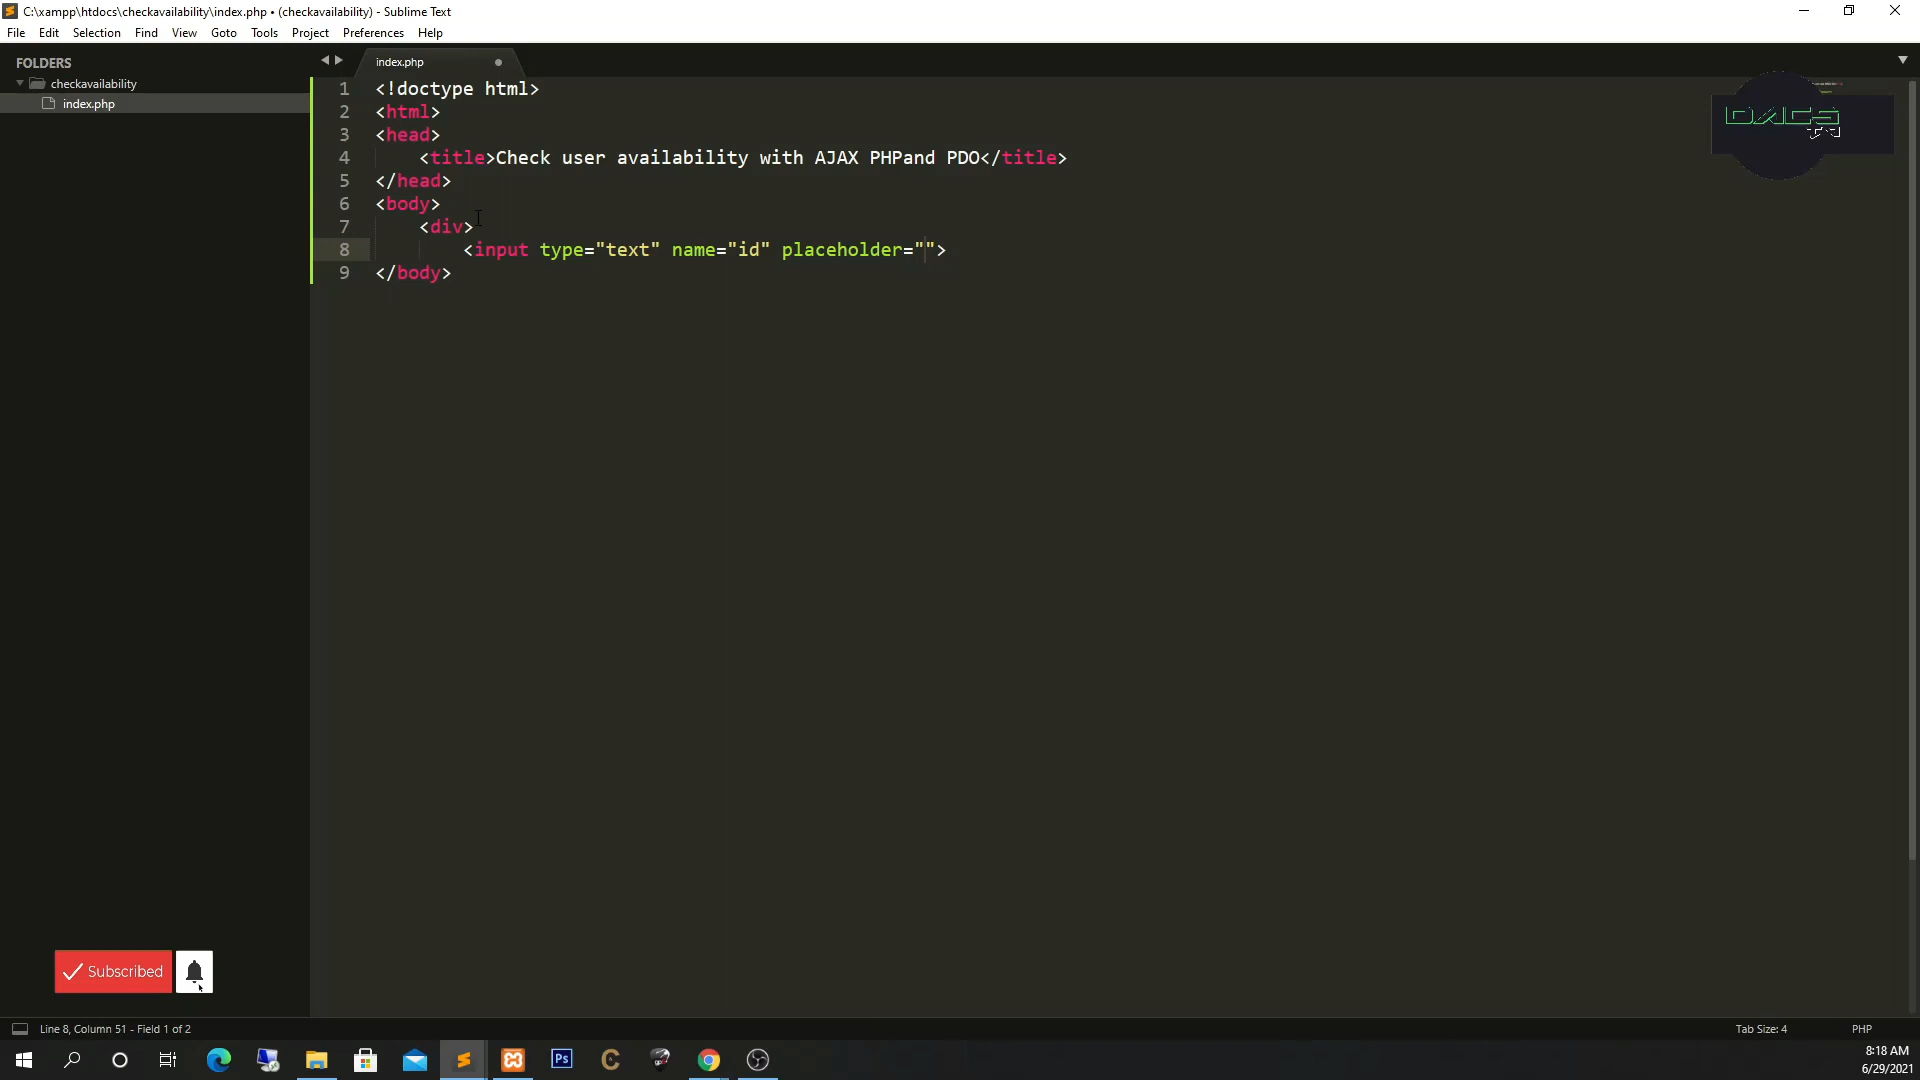 C:\xampp\htdocs\checkavailability\index.php • (checkavailability) - Sublime Text
File Edit Selection Find View Goto Tools Project Preferences Help
FOLDERS
checkavailability
index.php
index.php
1 <!doctype html>
2 <html>
3 <head>
4 <title>Check user availability with AJAX PHPand PDO</title>
5 </head>
6 <body>
7 <div>
8 <input type="text" name="id" placeholder="">
9 </body>
Subscribed
Line 8, Column 51 - Field 1 of 2
Tab Size: 4
PHP
Ps
8:18 AM
6/29/2021